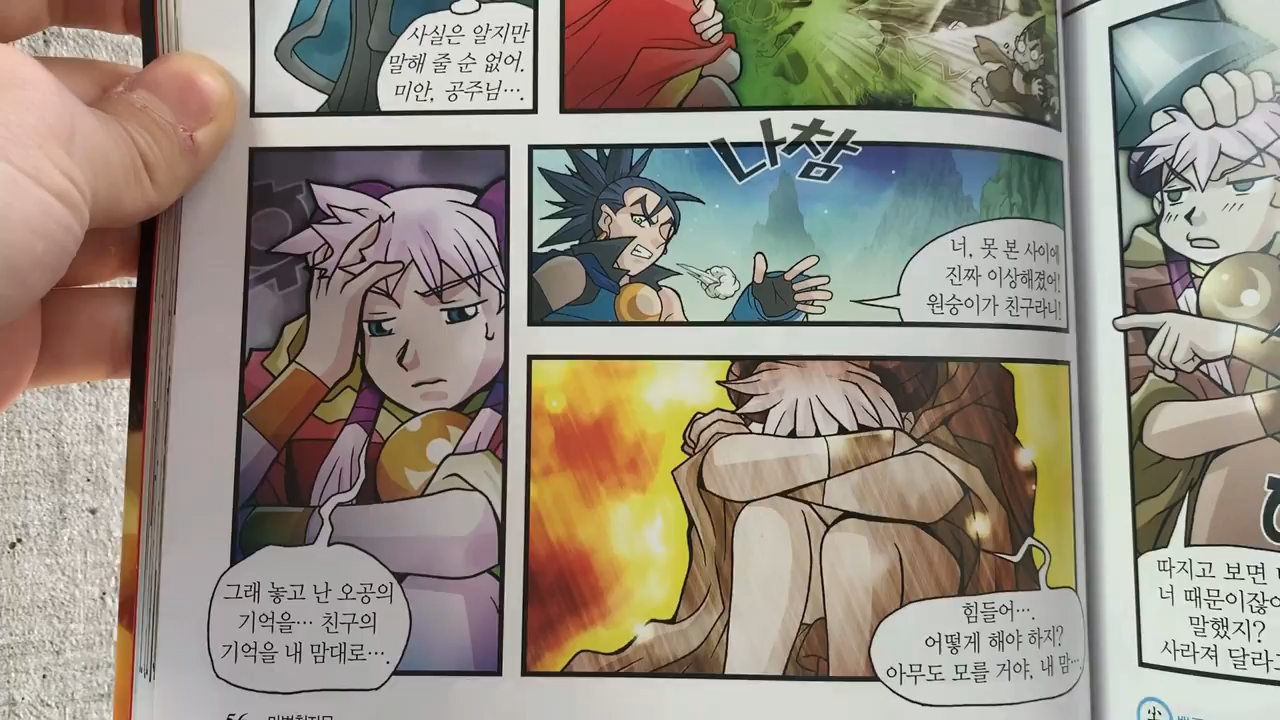 사실은 알지만
말해 줄 순 없어.
미안, 공주님….
나참
너, 못 본 사이에
진짜 이상해졌어!
원숭이가 친구라니!
그래 놓고 난 오공의
기억을… 친구의
기억을 내 맘대로….
힘들어….
어떻게 해야 하지?
아무도 모를 거야, 내 맘….
따지고 보면
너 때문이잖아
말했지?
사라져 달라
56